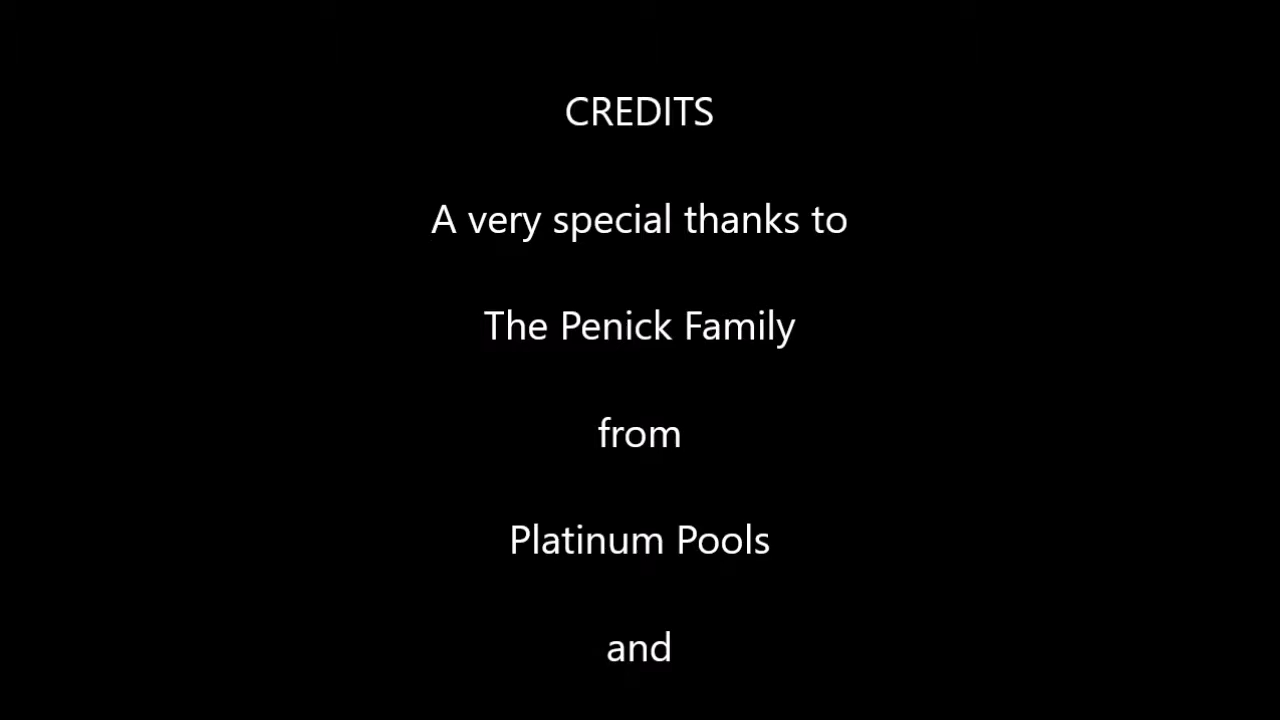 CREDITS
A very special thanks to
The Penick Family
from
Platinum Pools
and